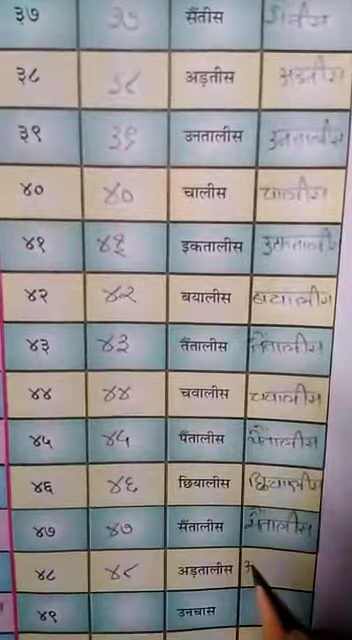 ३७ ३७ सैंतीस सैंतीस
३८ ३८ अड़तीस अडतीस
३९ ३९ उनतालीस उनतालीस
४० ४० चालीस चालीस
४१ ४१ इकतालीस इकतालीस
४२ ४२ बयालीस बयालीस
४३ ४३ तैंतालीस तैंतालीस
४४ ४४ चवालीस चवालीस
४५ ४५ पैंतालीस पैंतालीस
४६ ४६ छियालीस छियालीस
४७ ४७ सैंतालीस सैंतालीस
४८ ४८ अड़तालीस
४९ उनचास